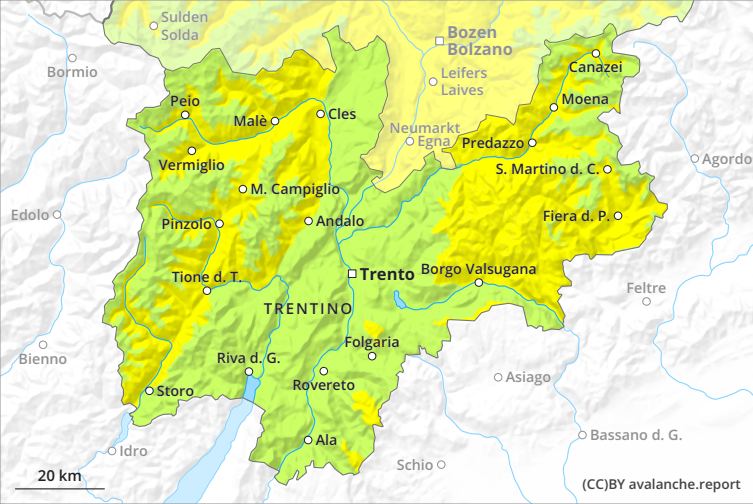 Sulden
Solda
Bozen
Bolzano
Canazei
Bormio
Leifers
Laives
Peio
Moena
Malè
Cles
Neumarkt
Egna
Predazzo
Vermiglio
Agordo
S. Martino d. C.
M. Campiglio
Edolo
Pinzolo
Andalo
Fiera d. P.
Trento
Borgo Valsugana
Tione d. T.
Feltre
TRENTINO
Folgaria
Bienno
Riva d. G.
Rovereto
Asiago
Storo
Ala
Bassano d. G.
Idro
Schio
20 km
(CC)BY avalanche.report